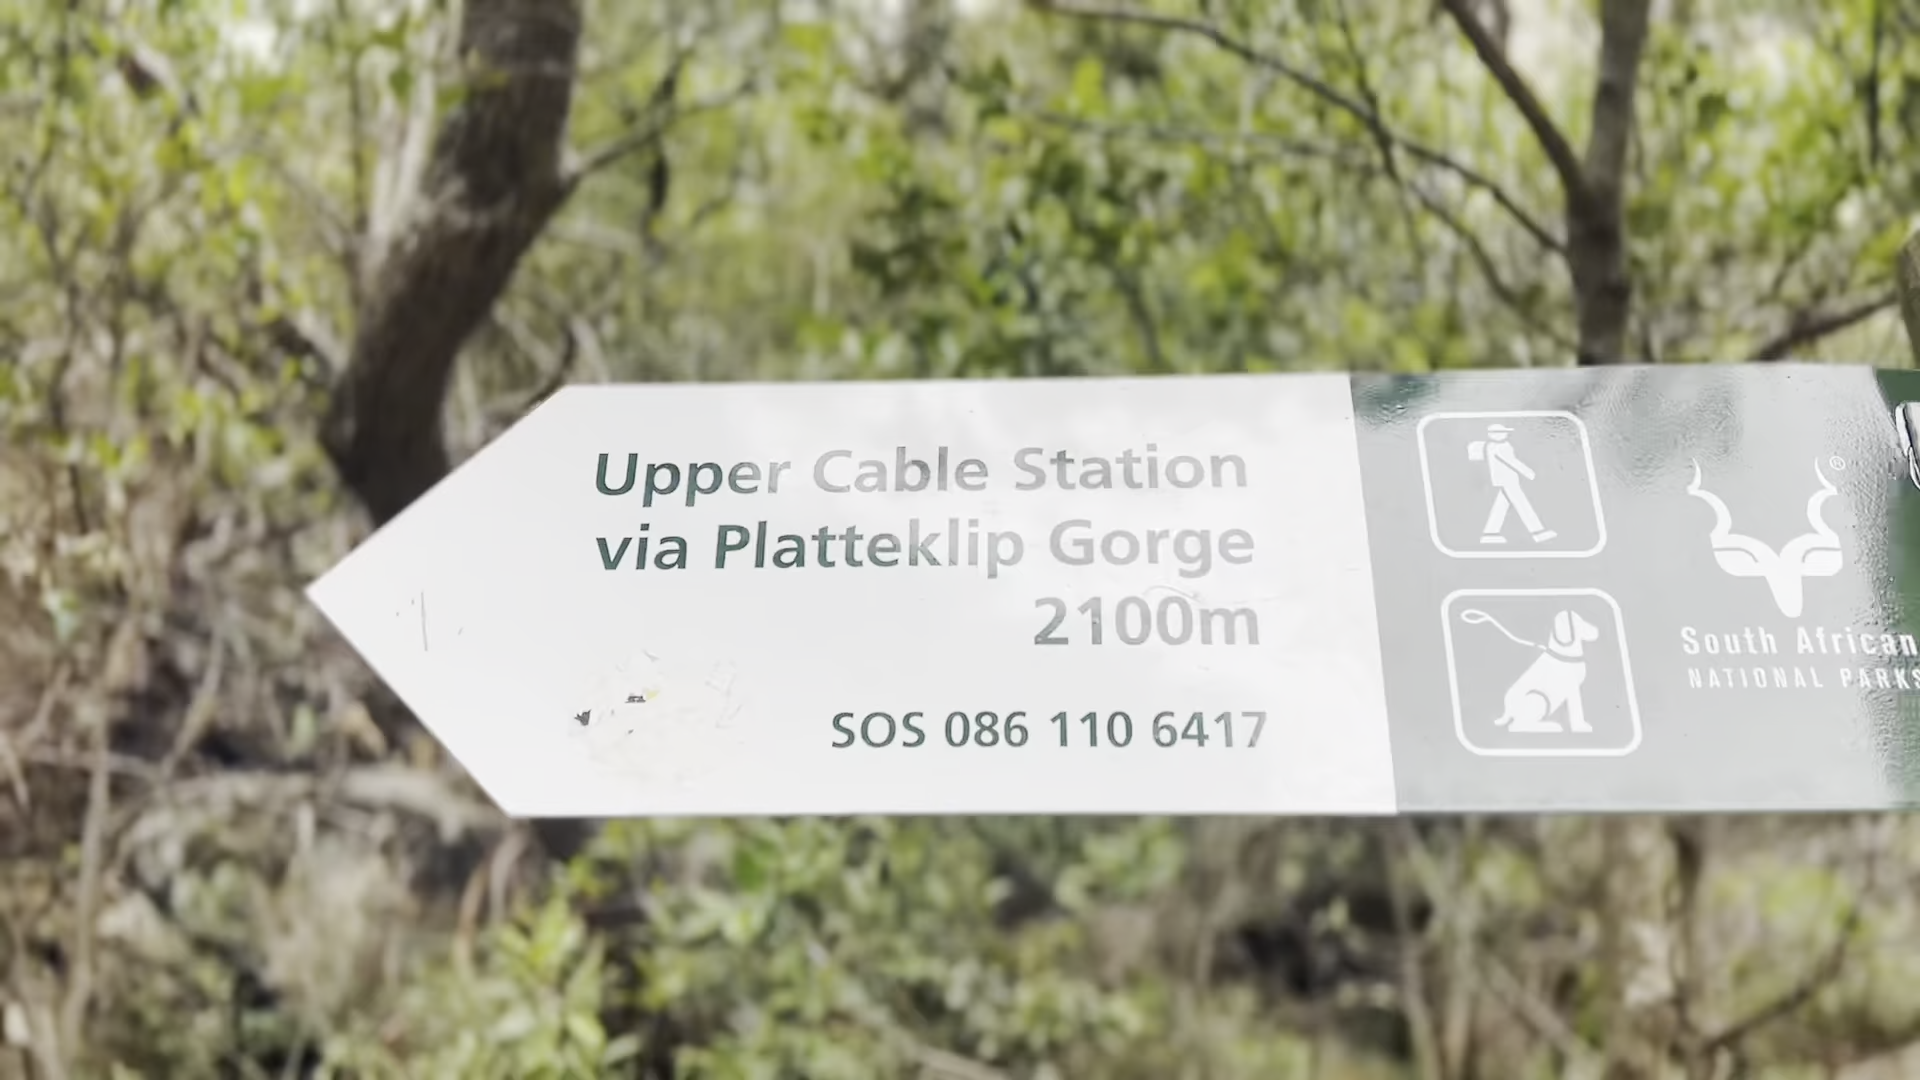 Upper Cable Station
via Platteklip Gorge
2100m
SOS 086 110 6417
®
South African
NATIONAL PARKS